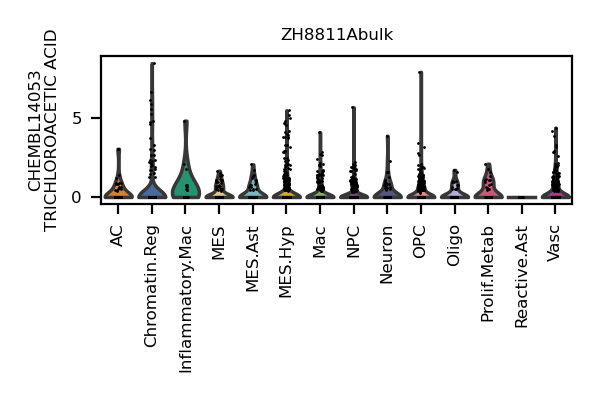 ZH8811Abulk
CHEMBL14053
TRICHLOROACETIC ACID
5
0
AC
Chromatin.Reg
Inflammatory.Mac
MES
MES.Ast
MES.Hyp
Mac
NPC
Neuron
OPC
Oligo
Prolif.Metab
Reactive.Ast
Vasc